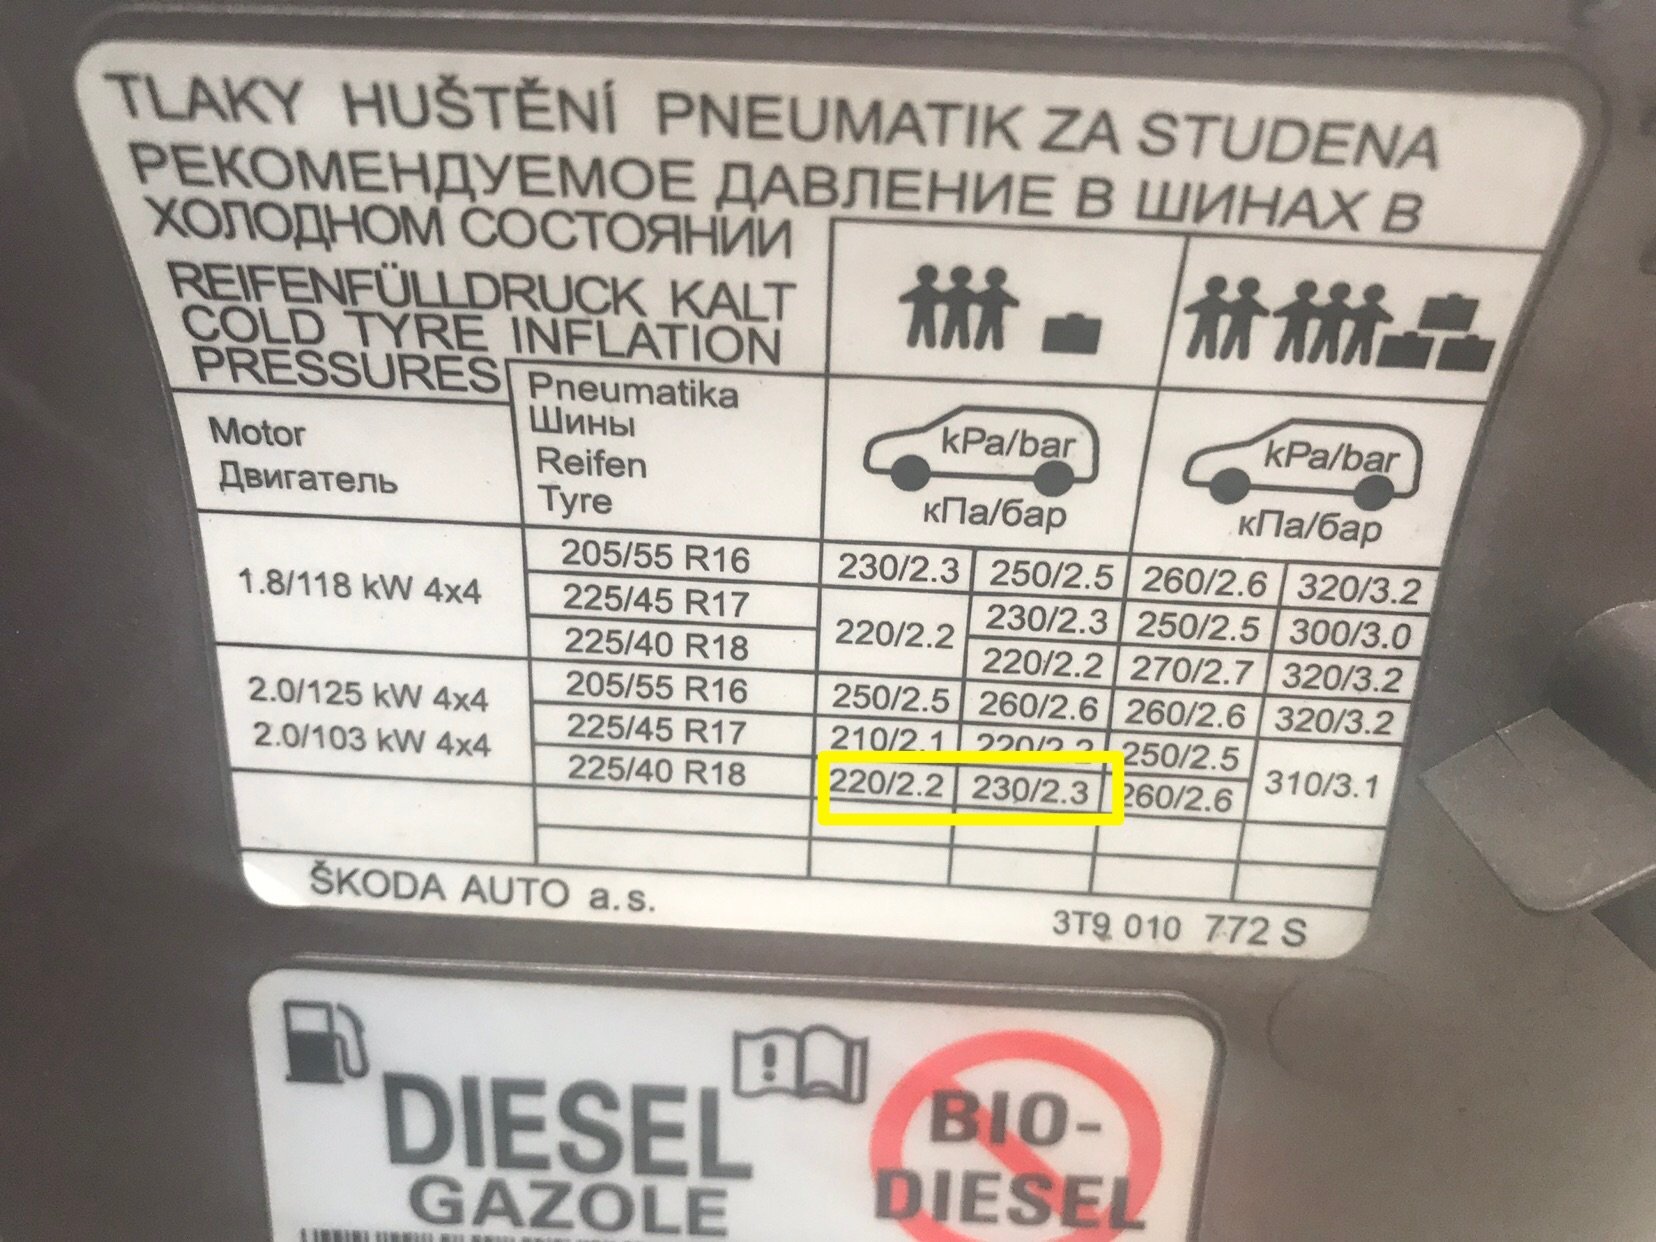 TLAKY HUŠTĚNÍ PNEUMATIK ZA STUDENA
РЕКОМЕНДУЕМОЕ ДАВЛЕНИЕ В ШИНАХ В
ХОЛОДНОМ СОСТОЯНИИ
REIFENFÜLLDRUCK KALT
COLD TYRE INFLATION
PRESSURES
Motor
Двигатель
Pneumatika
Шины
Reifen
Tyre
kPa/bar
кПа/бар
kPa/bar
кПа/бар
1.8/118 kW 4x4
205/55 R16 230/2.3 250/2.5 260/2.6 320/3.2
225/45 R17 220/2.2 230/2.3 250/2.5 300/3.0
225/40 R18 220/2.2 270/2.7 320/3.2
2.0/125 kW 4x4
2.0/103 kW 4x4
205/55 R16 250/2.5 260/2.6 260/2.6 320/3.2
225/45 R17 210/2.1 220/2.2 250/2.5 310/3.1
225/40 R18 220/2.2 230/2.3 260/2.6
ŠKODA AUTO a.s.
3T9 010 772 S
DIESEL
GAZOLE
BIO-
DIESEL